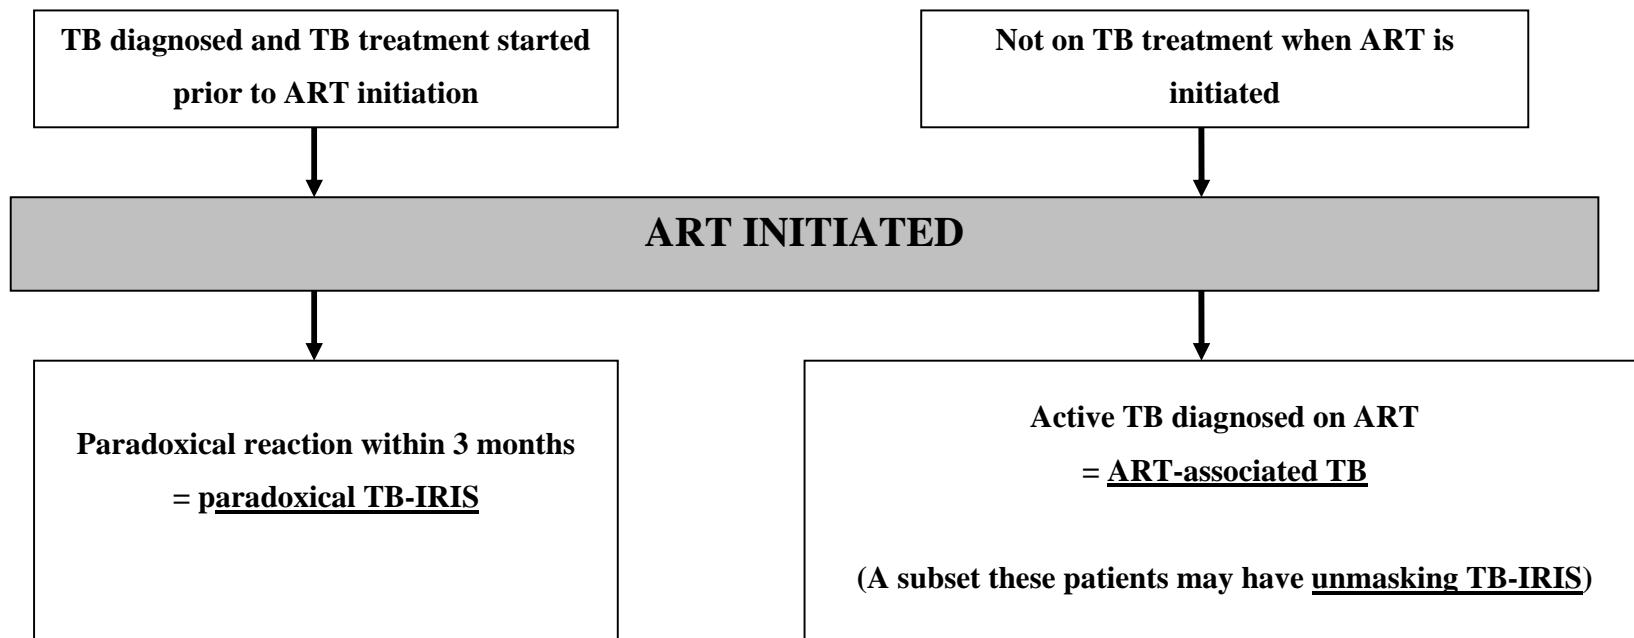 TB diagnosed and TB treatment started
prior to ART initiation
Not on TB treatment when ART is
initiated
ART INITIATED
Paradoxical reaction within 3 months
= paradoxical TB-IRIS
Active TB diagnosed on ART
= ART-associated TB
(A subset these patients may have unmasking TB-IRIS)